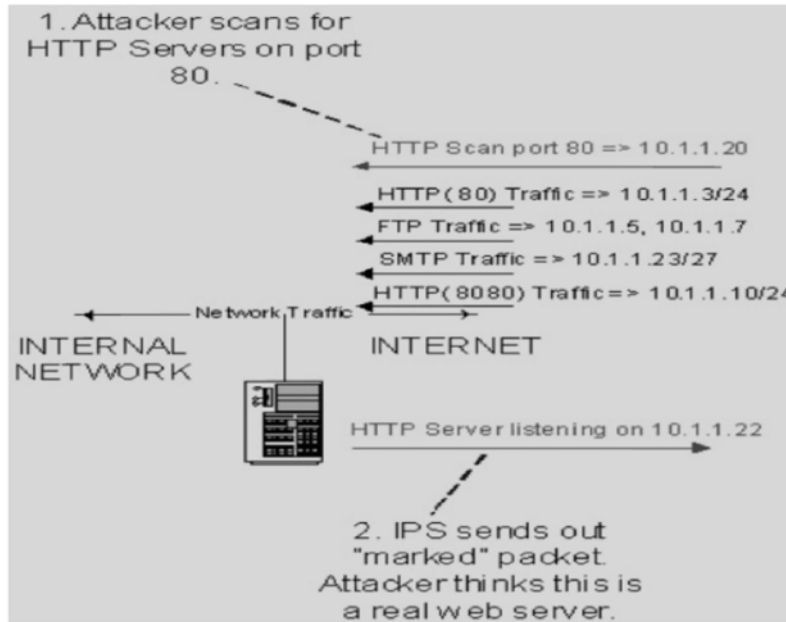 1. Attacker scans for
HTTP Servers on port
80.
HTTP Scan port 80 => 10.1.1.20
HTTP(80) Traffic => 10.1.1.3/24
FTP Traffic => 10.1.1.5, 10.1.1.7
SMTP Traffic => 10.1.1.23/27
HTTP(8080) Traffic=> 10.1.1.10/24
Network Traffic
INTERNAL
NETWORK
INTERNET
HTTP Server listening on 10.1.1.22
2. IPS sends out
"marked" packet.
Attacker thinks this is
a real web server.